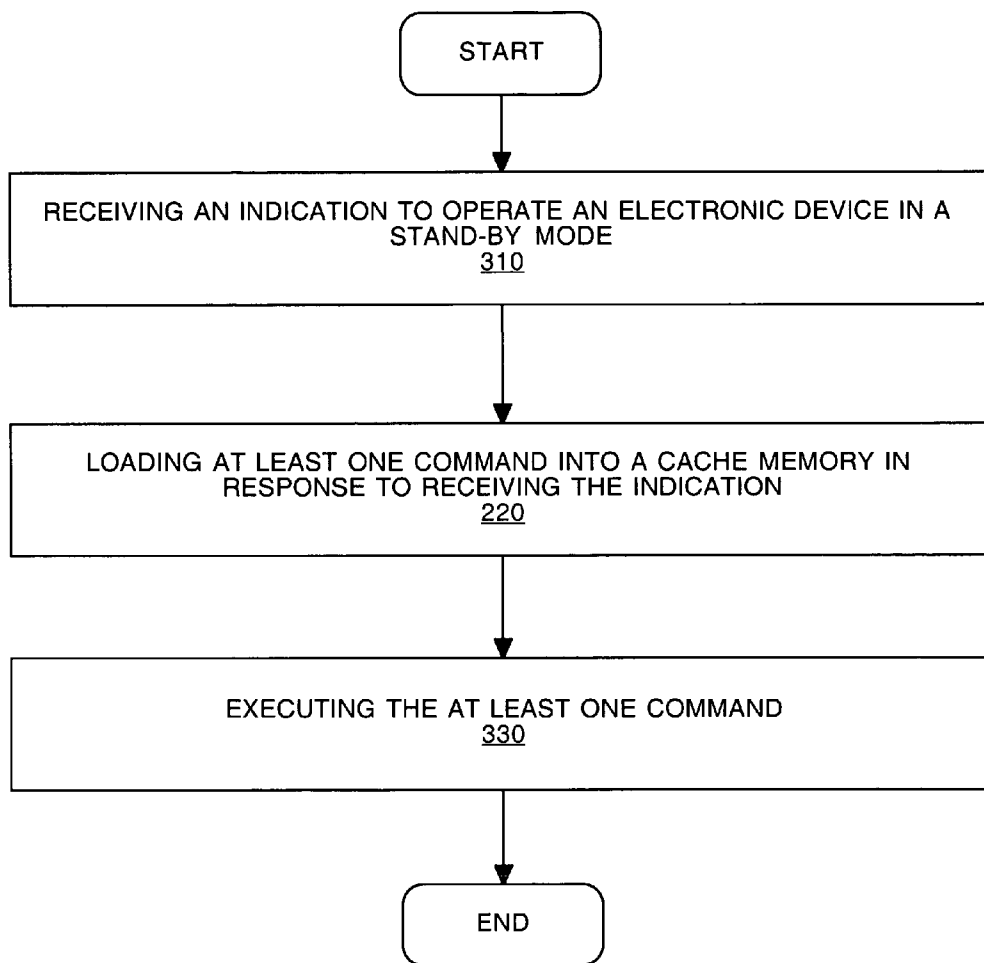 START
RECEIVING AN INDICATION TO OPERATE AN ELECTRONIC DEVICE IN A
STAND-BY MODE
310
LOADING AT LEAST ONE COMMAND INTO A CACHE MEMORY IN
RESPONSE TO RECEIVING THE INDICATION
220
EXECUTING THE AT LEAST ONE COMMAND
330
END